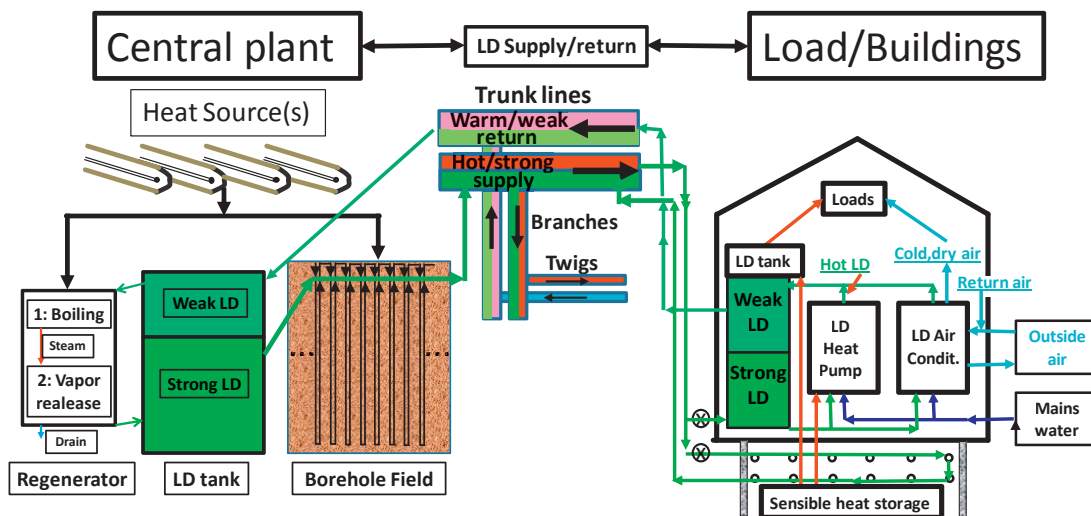 Central plant
LD Supply/return
Load/Buildings
Heat Source(s)
Trunk lines
Warm/weak
return
Hot/strong
supply
Branches
Twigs
Loads
LD tank
Hot LD
Cold,dry air
Return air
Weak LD
Strong LD
1: Boiling
Steam
2: Vapor
realease
Drain
Weak
LD
Strong
LD
LD
Heat
Pump
LD Air
Condit.
Outside
air
Mains
water
Regenerator
LD tank
Borehole Field
Sensible heat storage